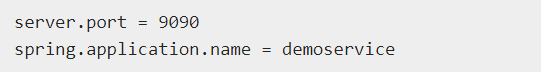 server.port = 9090
spring.application.name = demoservice